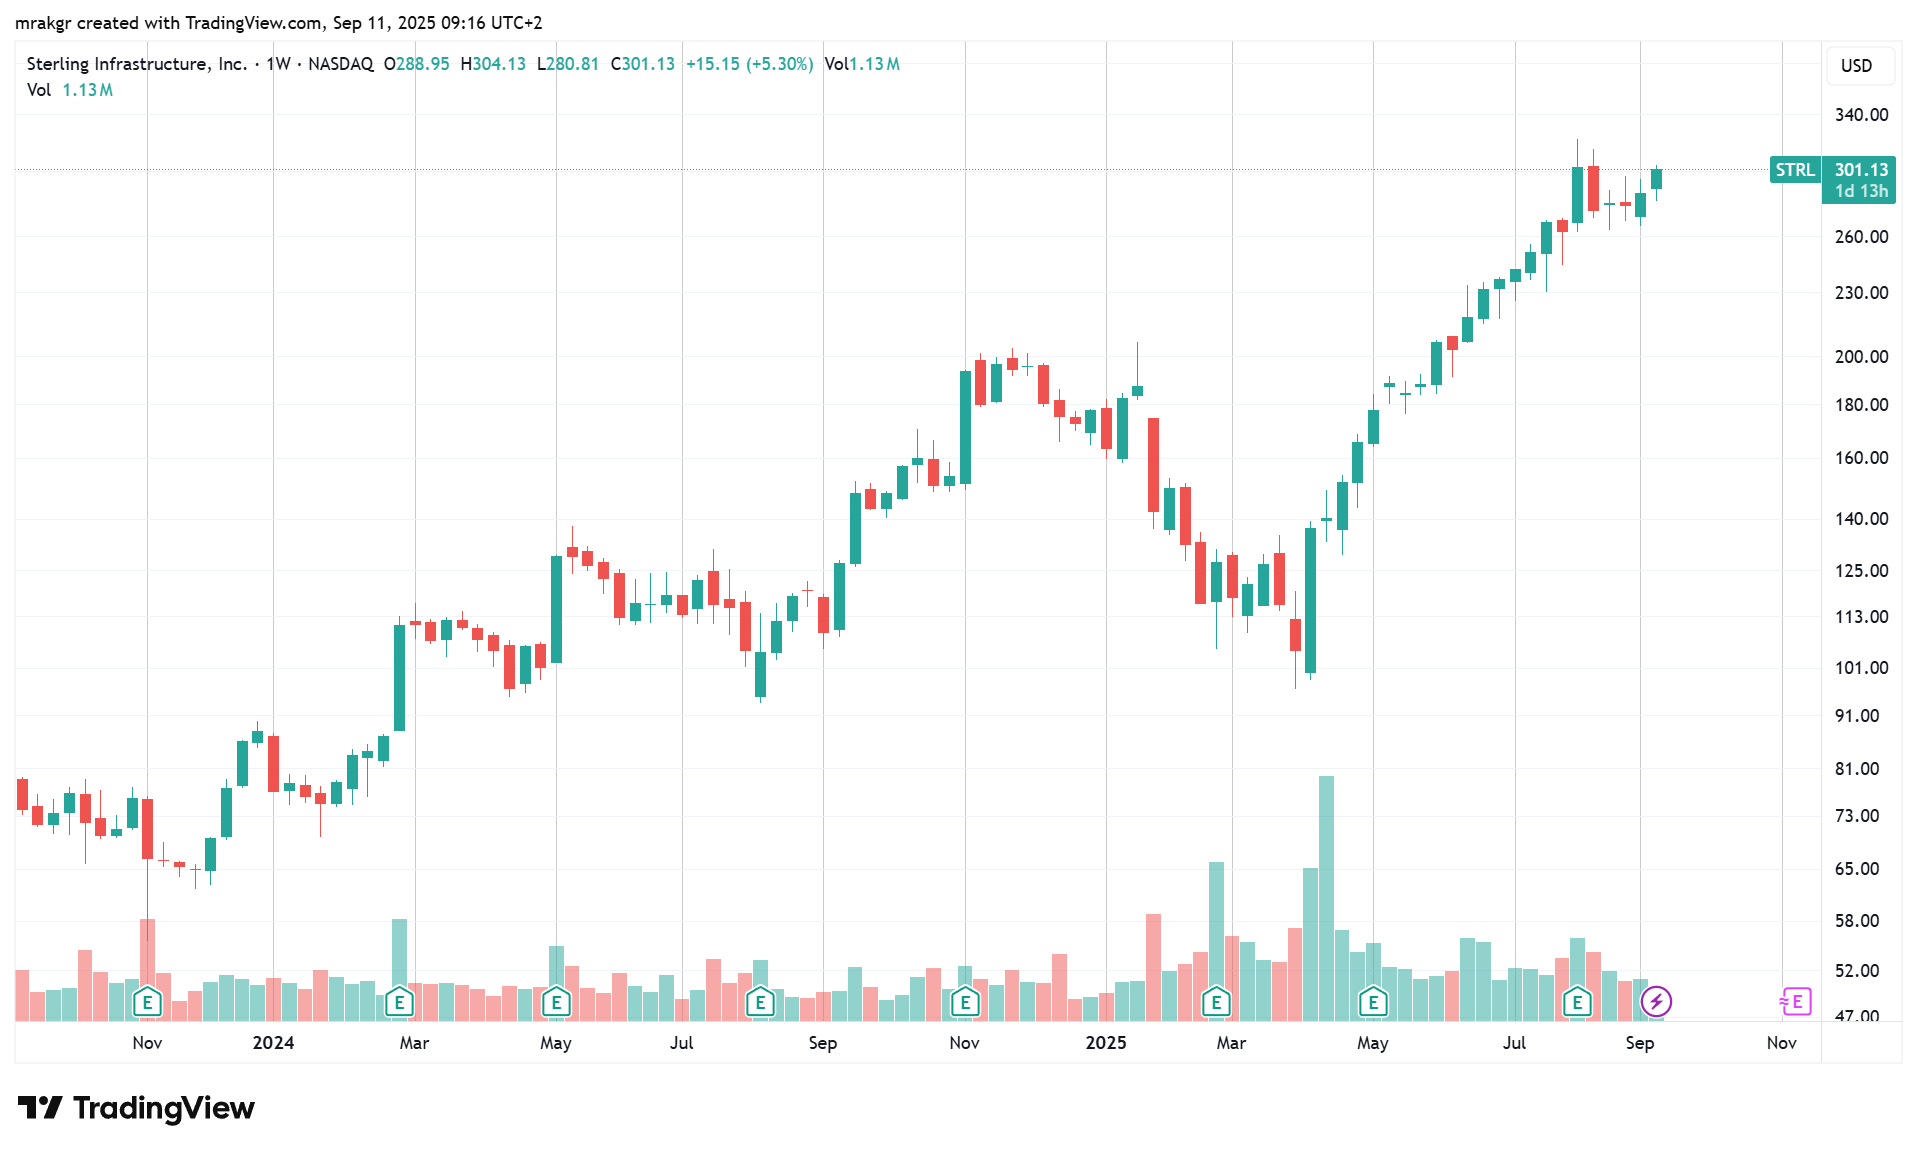 mrakgr created with TradingView.com, Sep 11, 2025 09:16 UTC+2
Sterling Infrastructure, Inc. · 1W · NASDAQ O288.95 H304.13 L280.81 C301.13 +15.15 (+5.30%) Vol1.13 M
Vol 1.13 M
USD
340.00
STRL 301.13
1d 13h
260.00
230.00
200.00
180.00
160.00
140.00
125.00
113.00
101.00
91.00
81.00
73.00
65.00
58.00
52.00
47.00
E E E E E E E E ≈E
Nov 2024 Mar May Jul Sep Nov 2025 Mar May Jul Sep Nov
TradingView